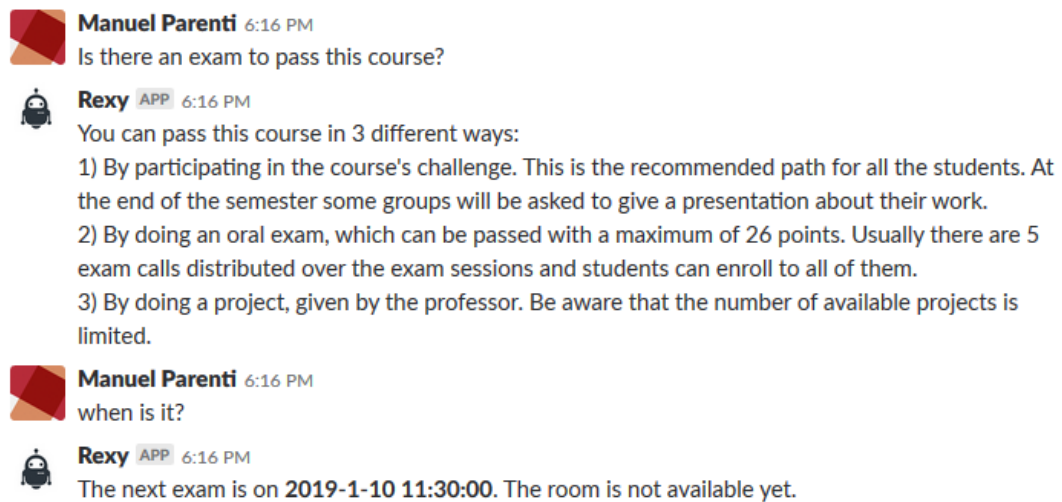 Manuel Parenti 6:16 PM
Is there an exam to pass this course?
Rexy APP 6:16 PM
You can pass this course in 3 different ways:
1) By participating in the course's challenge. This is the recommended path for all the students. At
the end of the semester some groups will be asked to give a presentation about their work.
2) By doing an oral exam, which can be passed with a maximum of 26 points. Usually there are 5
exam calls distributed over the exam sessions and students can enroll to all of them.
3) By doing a project, given by the professor. Be aware that the number of available projects is
limited.
Manuel Parenti 6:16 PM
when is it?
Rexy APP 6:16 PM
The next exam is on 2019-1-10 11:30:00. The room is not available yet.